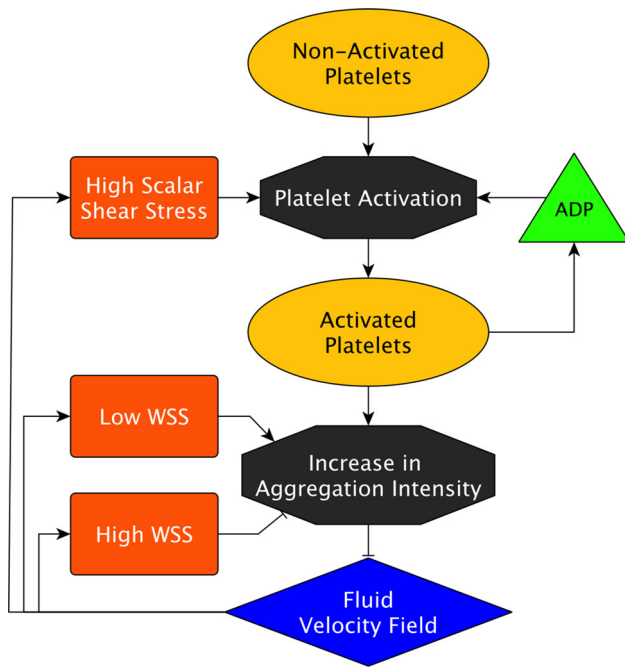 Non-Activated
Platelets
High Scalar
Shear Stress
Platelet Activation
ADP
Activated
Platelets
Low WSS
Increase in
Aggregation Intensity
High WSS
Fluid
Velocity Field